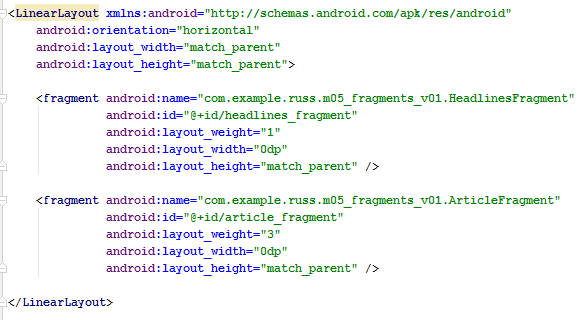 <LinearLayout xmlns:android="http://schemas.android.com/apk/res/android"
    android:orientation="horizontal"
    android:layout_width="match_parent"
    android:layout_height="match_parent">

    <fragment android:name="com.example.russ.m05_fragments_v01.HeadlinesFragment"
              android:id="@+id/headlines_fragment"
              android:layout_weight="1"
              android:layout_width="0dp"
              android:layout_height="match_parent" />

    <fragment android:name="com.example.russ.m05_fragments_v01.ArticleFragment"
              android:id="@+id/article_fragment"
              android:layout_weight="3"
              android:layout_width="0dp"
              android:layout_height="match_parent" />

</LinearLayout>